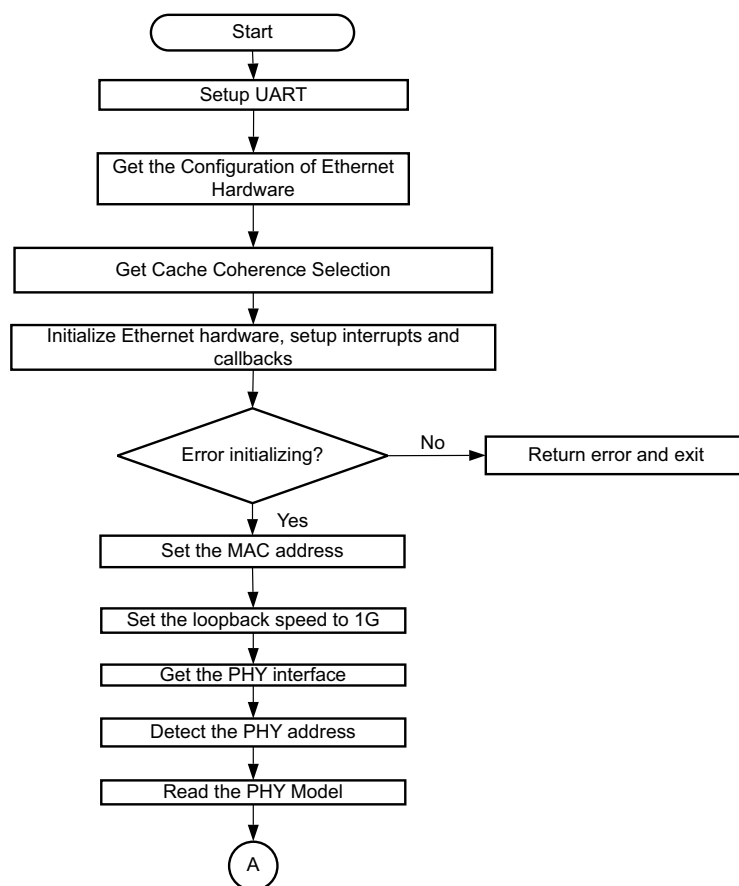 Start
Setup UART
Get the Configuration of Ethernet
Hardware
Get Cache Coherence Selection
Initialize Ethernet hardware, setup interrupts and
callbacks
Error initializing?
No
Return error and exit
Yes
Set the MAC address
Set the loopback speed to 1G
Get the PHY interface
Detect the PHY address
Read the PHY Model
A